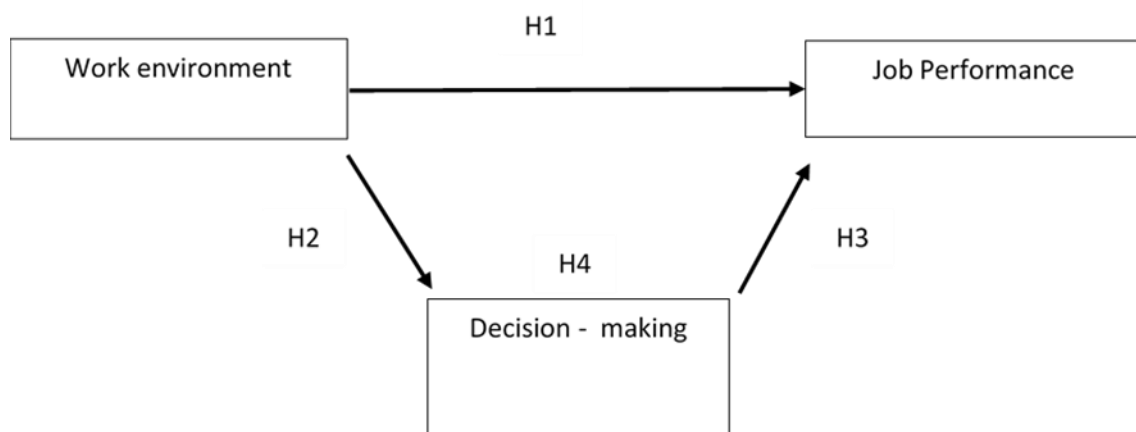 H1
Work environment
Job Performance
H2
H4
H3
Decision - making